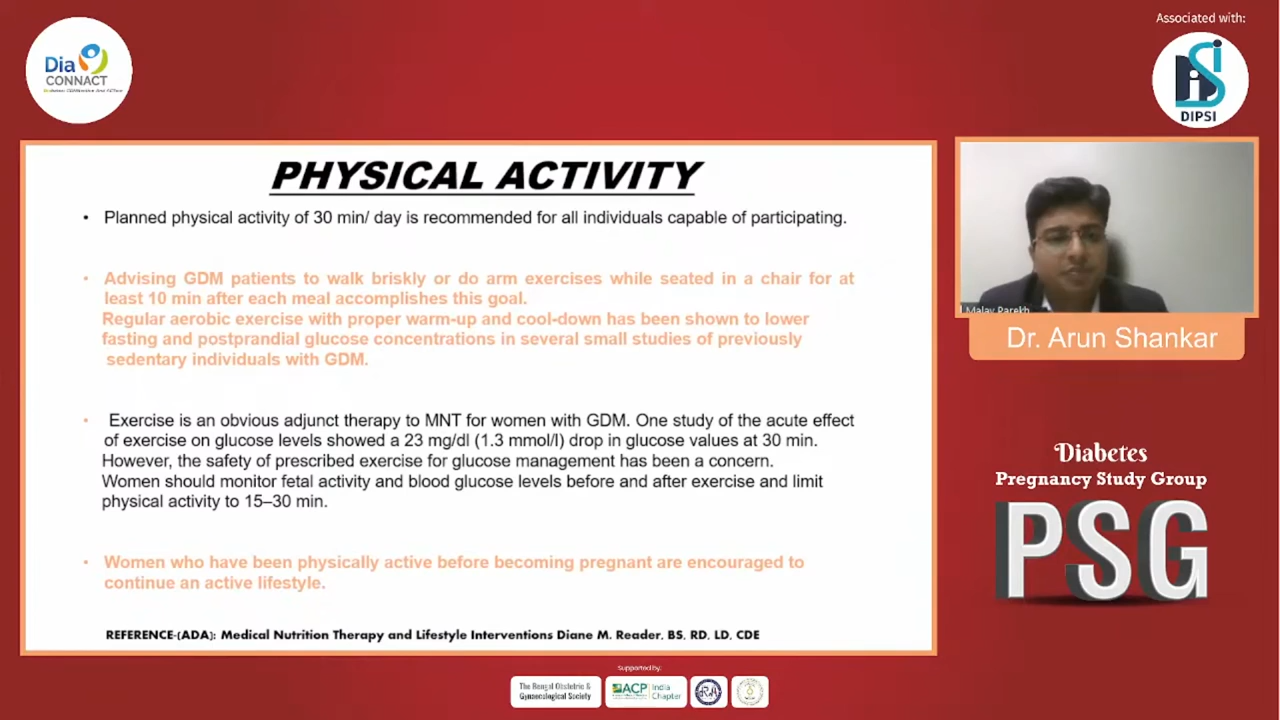 Associated with:
Dia
CONNACT
DiSi
DIPSI
PHYSICAL ACTIVITY
• Planned physical activity of 30 min/ day is recommended for all individuals capable of participating.
• Advising GDM patients to walk briskly or do arm exercises while seated in a chair for at
least 10 min after each meal accomplishes this goal.
Regular aerobic exercise with proper warm-up and cool-down has been shown to lower
fasting and postprandial glucose concentrations in several small studies of previously
sedentary individuals with GDM.
• Exercise is an obvious adjunct therapy to MNT for women with GDM. One study of the acute effect
of exercise on glucose levels showed a 23 mg/dl (1.3 mmol/l) drop in glucose values at 30 min.
However, the safety of prescribed exercise for glucose management has been a concern.
Women should monitor fetal activity and blood glucose levels before and after exercise and limit
physical activity to 15–30 min.
• Women who have been physically active before becoming pregnant are encouraged to
continue an active lifestyle.
REFERENCE-(ADA): Medical Nutrition Therapy and Lifestyle Interventions Diane M. Reader, BS, RD, LD, CDE
Malay Parekh
Dr. Arun Shankar
Diabetes
Pregnancy Study Group
PSG
Supported by:
The Bengal Obstetric &
Gynaecological Society
ACP
India
Chapter